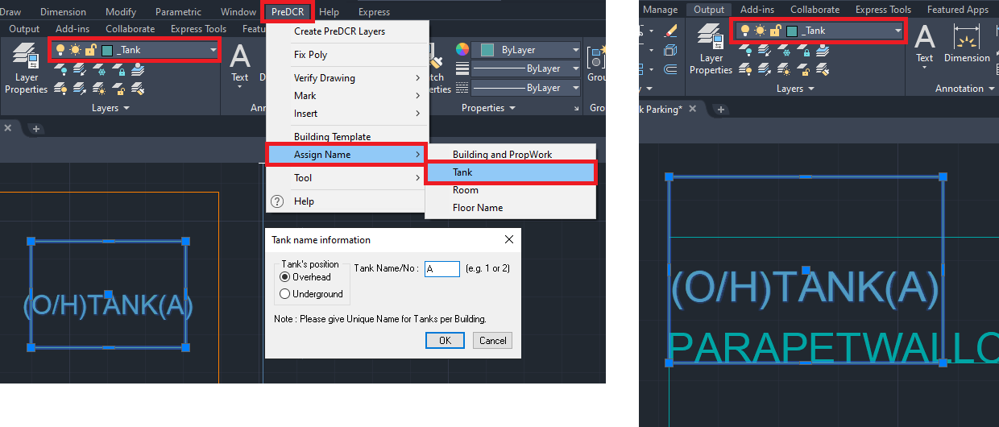 Draw Dimension Modify Parametric Window PreDCR Help Express
Output Add-ins Collaborate Express Tools Featu
_Tank
Layer
Properties
Layers
Text
D
Ann
Create PreDCR Layers
Fix Poly
Verify Drawing
Mark
Insert
Building Template
Assign Name
Tool
Help
Building and PropWork
Tank
Room
Floor Name
tch
erties
ByLayer
ByLayer
ByLayer
Properties
Grou
Gro
(O/H)TANK(A)
Tank name information
Tank's position
Overhead
Underground
Tank Name/No : A (e.g. 1 or 2)
Note : Please give Unique Name for Tanks per Building.
OK Cancel
Manage Output Add-ins Collaborate Express Tools Featured Apps
_Tank
Layer
Properties
Layers
Text
Dimension
Annotation
k Parking*
(O/H)TANK(A)
PARAPETWALLO